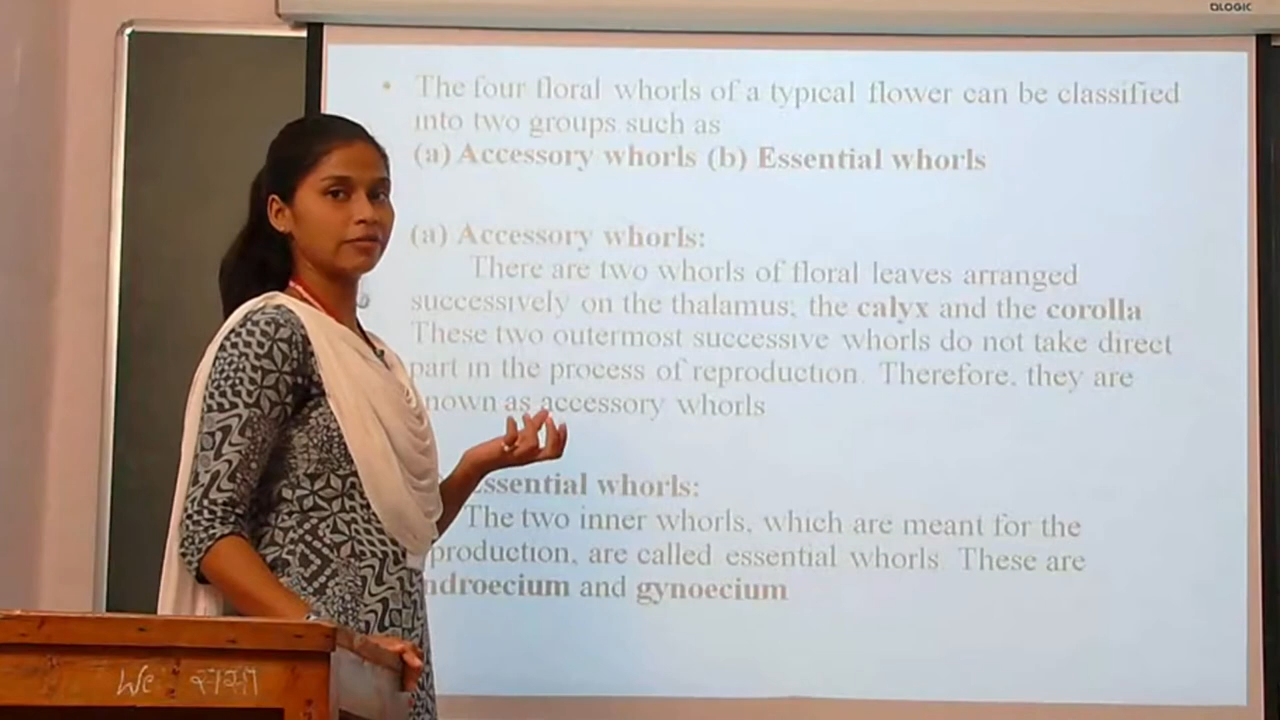 QLOGIC
• The four floral whorls of a typical flower can be classified
into two groups such as
(a) Accessory whorls (b) Essential whorls
(a) Accessory whorls:
There are two whorls of floral leaves arranged
successively on the thalamus; the calyx and the corolla
These two outermost successive whorls do not take direct
part in the process of reproduction. Therefore, they are
nown as accessory whorls
ssential whorls:
The two inner whorls, which are meant for the
production, are called essential whorls. These are
ndroecium and gynoecium
We